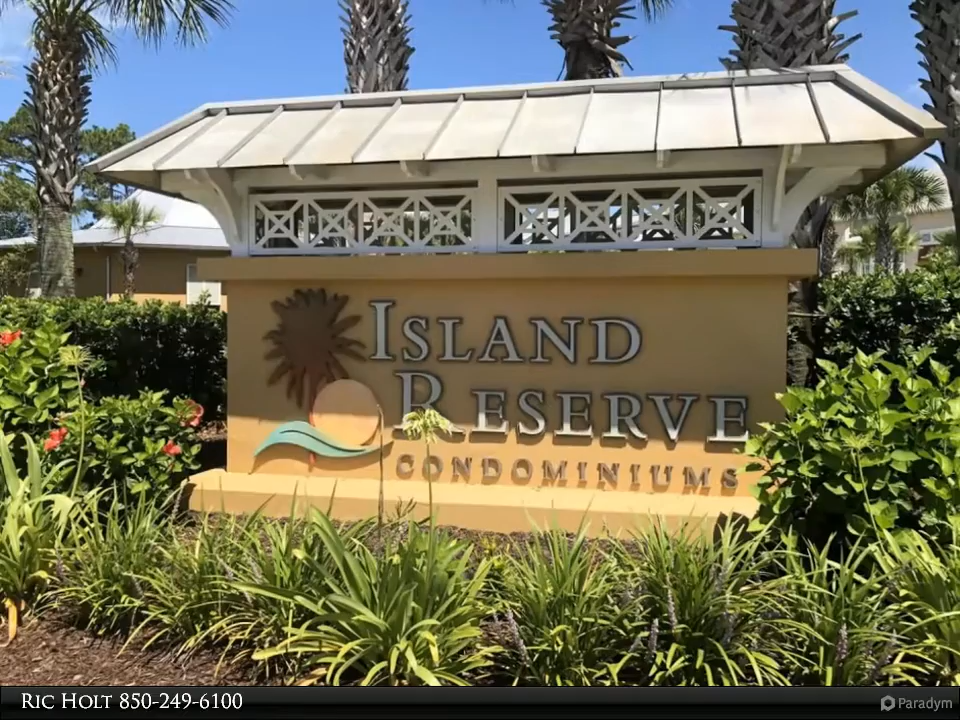 ISLAND
RESERVE
CONDOMINIUMS
RIC HOLT 850-249-6100
Paradym